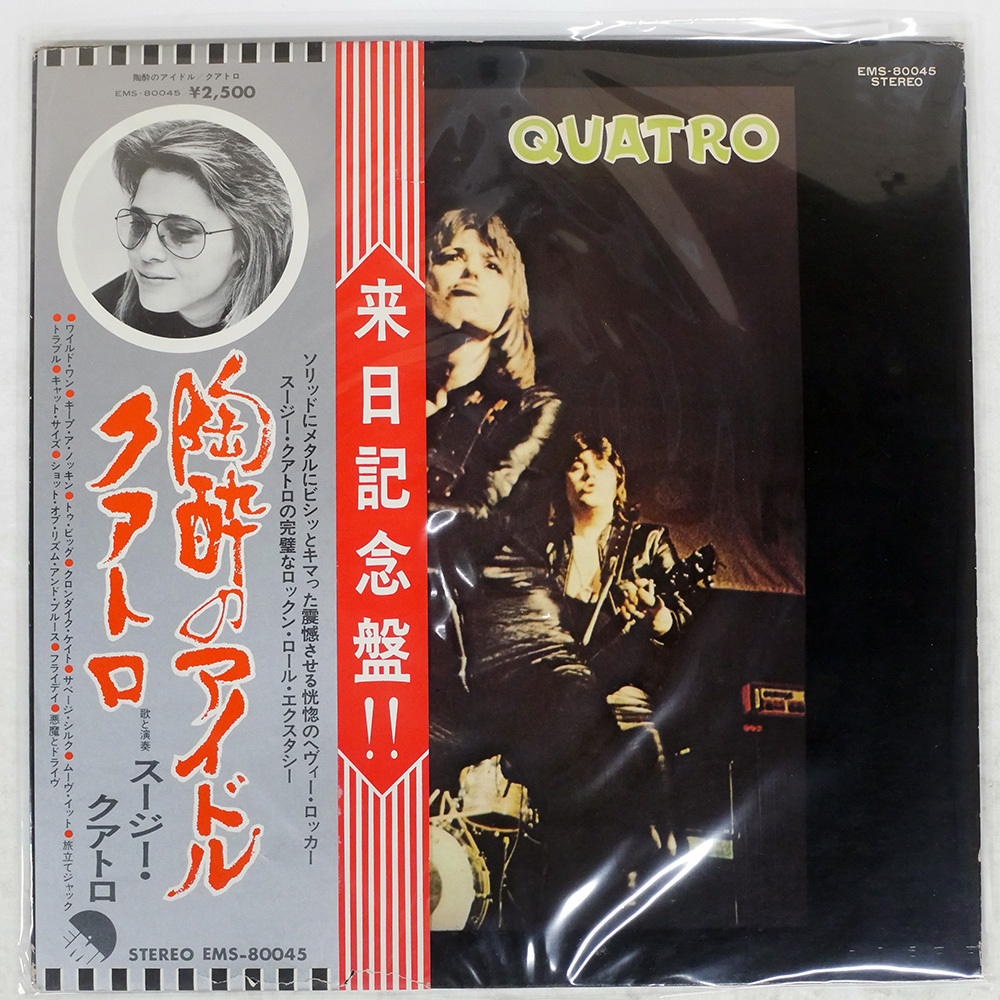 陶酔のアイドル／クアトロ
EMS-80045 ¥2,500
来日記念盤!!
ソリッドにメタルにビシッとキマった震憾させる恍惚のヘヴィー・ロッカー
スージー・クアトロの完璧なロックン・ロール・エクスタシー
陶酔のアイドル
クアトロ
歌と演奏 スージー・
クアトロ
●ワイルド・ワン●キープ・ア・ノッキン●トゥ・ビッグ●クロンダイク・ケイト●サベージ・シルク●ムーヴ・イット●旅立てジャック
●トラブル●キャット・サイズ●ショット・オブ・リズム・アンド・ブルース●フライデイ●悪魔とドライヴ
STEREO EMS-80045
QUATRO
EMS-80045
STEREO